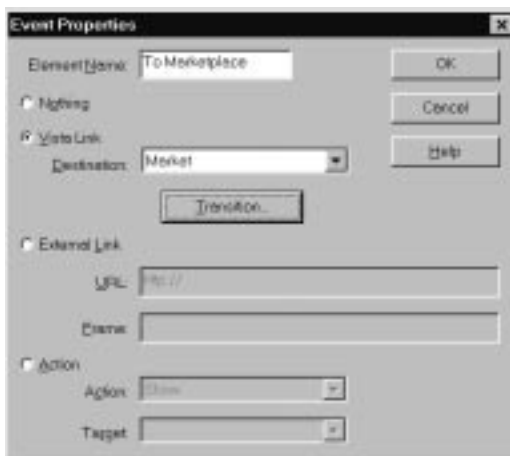 Event Properties
Element Name: To Marketplace
OK
Nothing
Cancel
Vista Link
Help
Destination: Market
Transition...
External Link
URL: http://
Frame:
Action
Action: Show
Target: